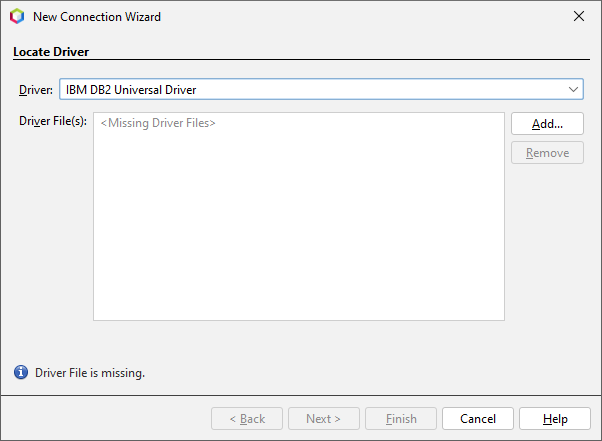 New Connection Wizard
Locate Driver
Driver: IBM DB2 Universal Driver
Driver File(s): <Missing Driver Files> Add...
Remove
Driver File is missing.
< Back Next > Finish Cancel Help